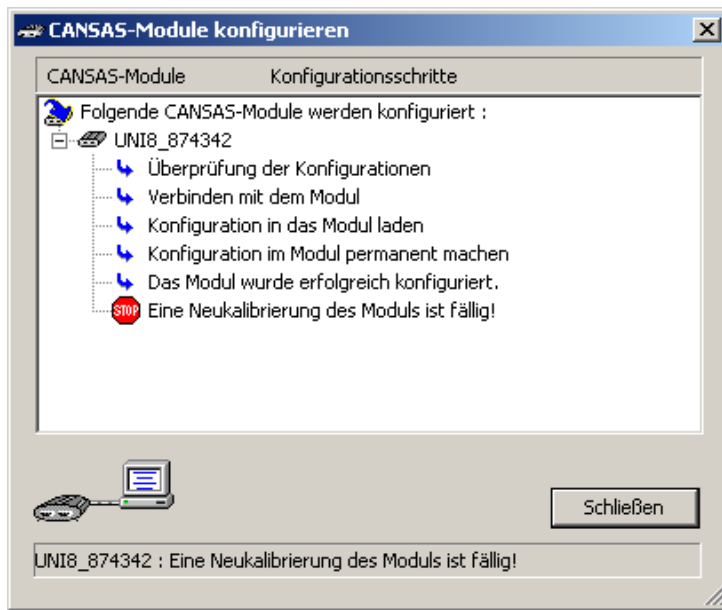 CANSAS-Module konfigurieren
CANSAS-Module Konfigurationsschritte
Folgende CANSAS-Module werden konfiguriert :
UNI8_874342
Überprüfung der Konfigurationen
Verbinden mit dem Modul
Konfiguration in das Modul laden
Konfiguration im Modul permanent machen
Das Modul wurde erfolgreich konfiguriert.
STOP Eine Neukalibrierung des Moduls ist fällig!
Schließen
UNI8_874342 : Eine Neukalibrierung des Moduls ist fällig!